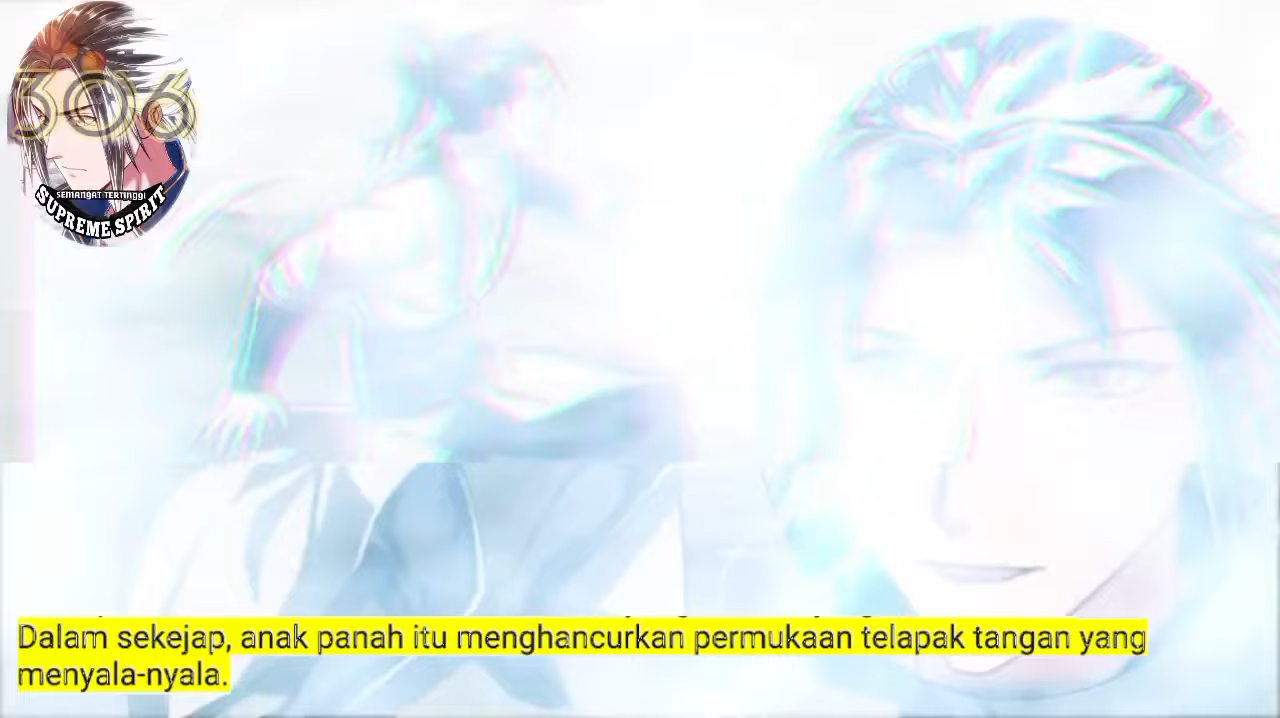 306
SEMANGAT TERTINGGI
SUPREME SPIRIT
Dalam sekejap, anak panah itu menghancurkan permukaan telapak tangan yang
menyala-nyala.